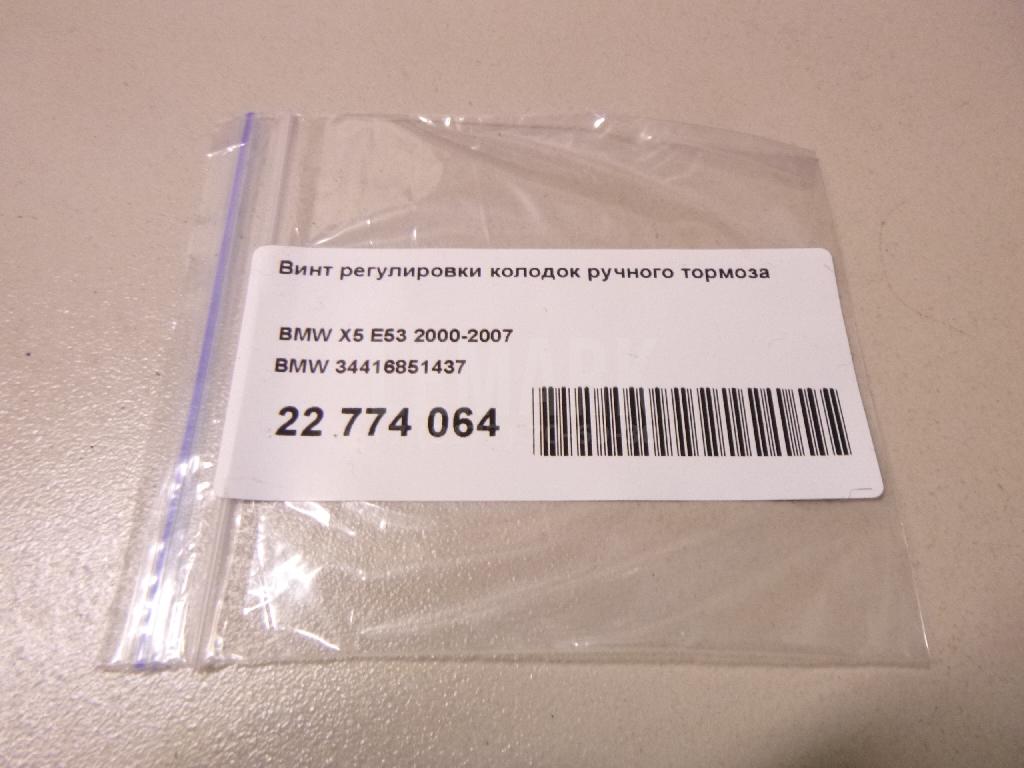 Винт регулировки колодок ручного тормоза
BMW X5 E53 2000-2007
BMW 34416851437
22 774 064